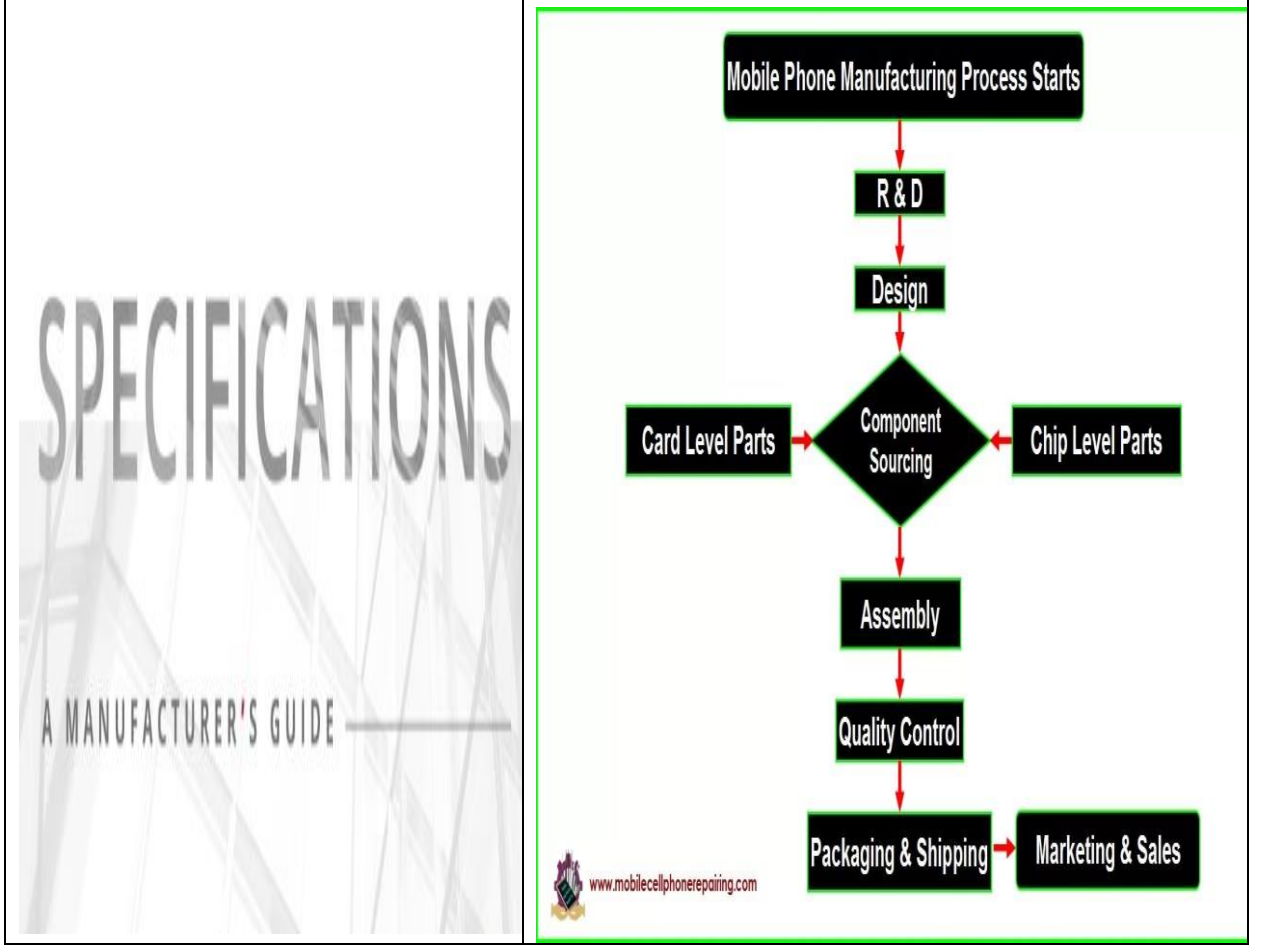 SPECIFICATIONS
A MANUFACTURER'S GUIDE
Mobile Phone Manufacturing Process Starts
R & D
Design
Card Level Parts
Component
Sourcing
Chip Level Parts
Assembly
Quality Control
Packaging & Shipping
Marketing & Sales
www.mobilecellphonerepairing.com